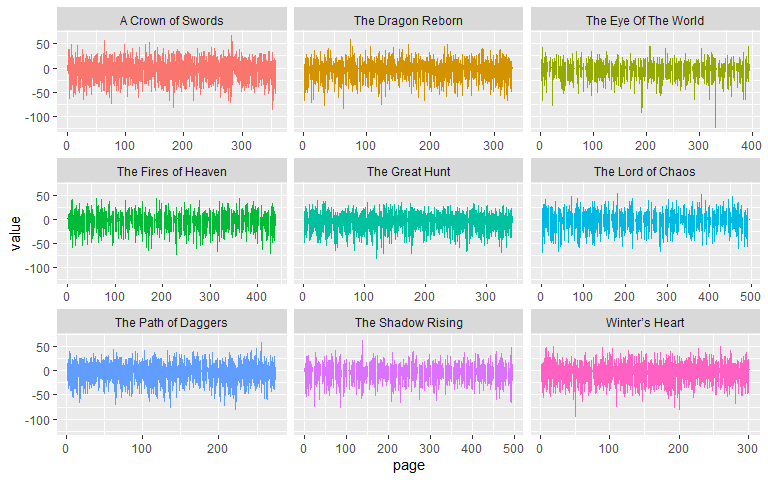 A Crown of Swords The Dragon Reborn The Eye Of The World
50
0
-50
-100
0 100 200 300 0 100 200 300 0 100 200 300 400
The Fires of Heaven The Great Hunt The Lord of Chaos
50
0
-50
-100
0 100 200 300 400 0 100 200 300 0 100 200 300 400 500
The Path of Daggers The Shadow Rising Winter's Heart
50
0
-50
-100
0 100 200 0 100 200 300 400 500 0 100 200 300
value
page